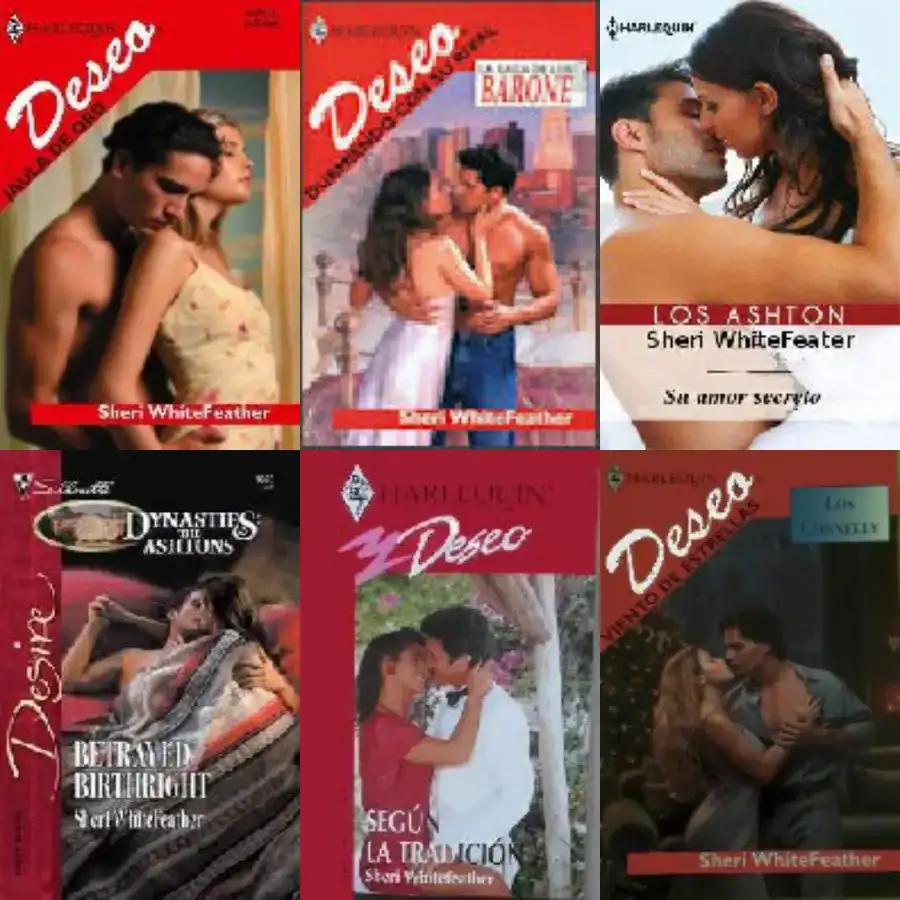 HARLEQUIN
Deseo
JAULA DE ORO
Sheri WhiteFeather
HARLEQUIN
Deseo
DURMIENDO CON SU RIVAL
BARONE
Sheri WhiteFeather
HARLEQUIN
LOS ASHTON
Sheri WhiteFeater
Su amor secreto
Silhouette
Desire
DYNASTIES:
THE
ASHTONS
BETRAYED
BIRTHRIGHT
Sheri WhiteFeather
HARLEQUIN
Deseo
SEGÚN
LA TRADICIÓN
Sheri Whitefeather
HARLEQUIN
Deseo
VIENTO DE ESTRELLAS
LOS
CONNELLY
Sheri WhiteFeather